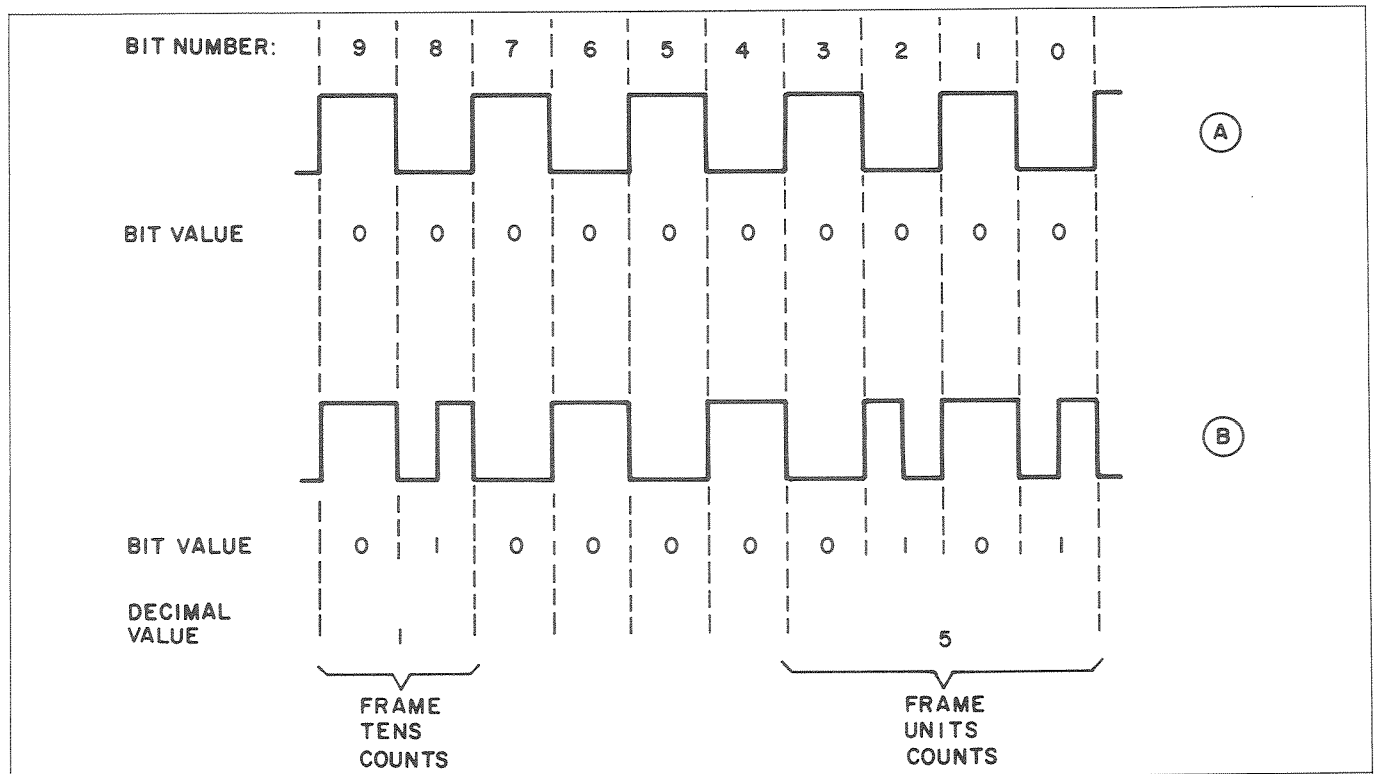 BIT NUMBER: 9 8 7 6 5 4 3 2 1 0
A
BIT VALUE 0 0 0 0 0 0 0 0 0 0
B
BIT VALUE 0 1 0 0 0 0 0 1 0 1
DECIMAL
VALUE 1 5
FRAME
TENS
COUNTS
FRAME
UNITS
COUNTS